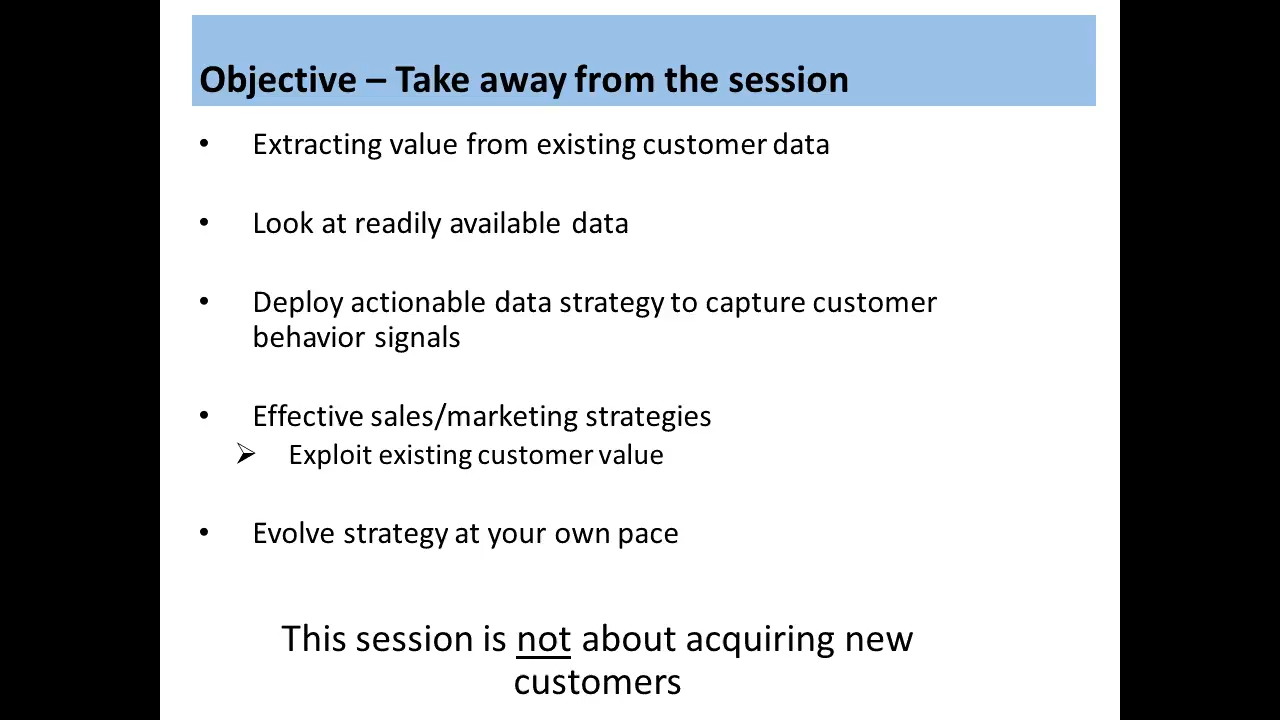 Objective – Take away from the session
• Extracting value from existing customer data
• Look at readily available data
• Deploy actionable data strategy to capture customer
behavior signals
• Effective sales/marketing strategies
➢ Exploit existing customer value
• Evolve strategy at your own pace
This session is not about acquiring new
customers